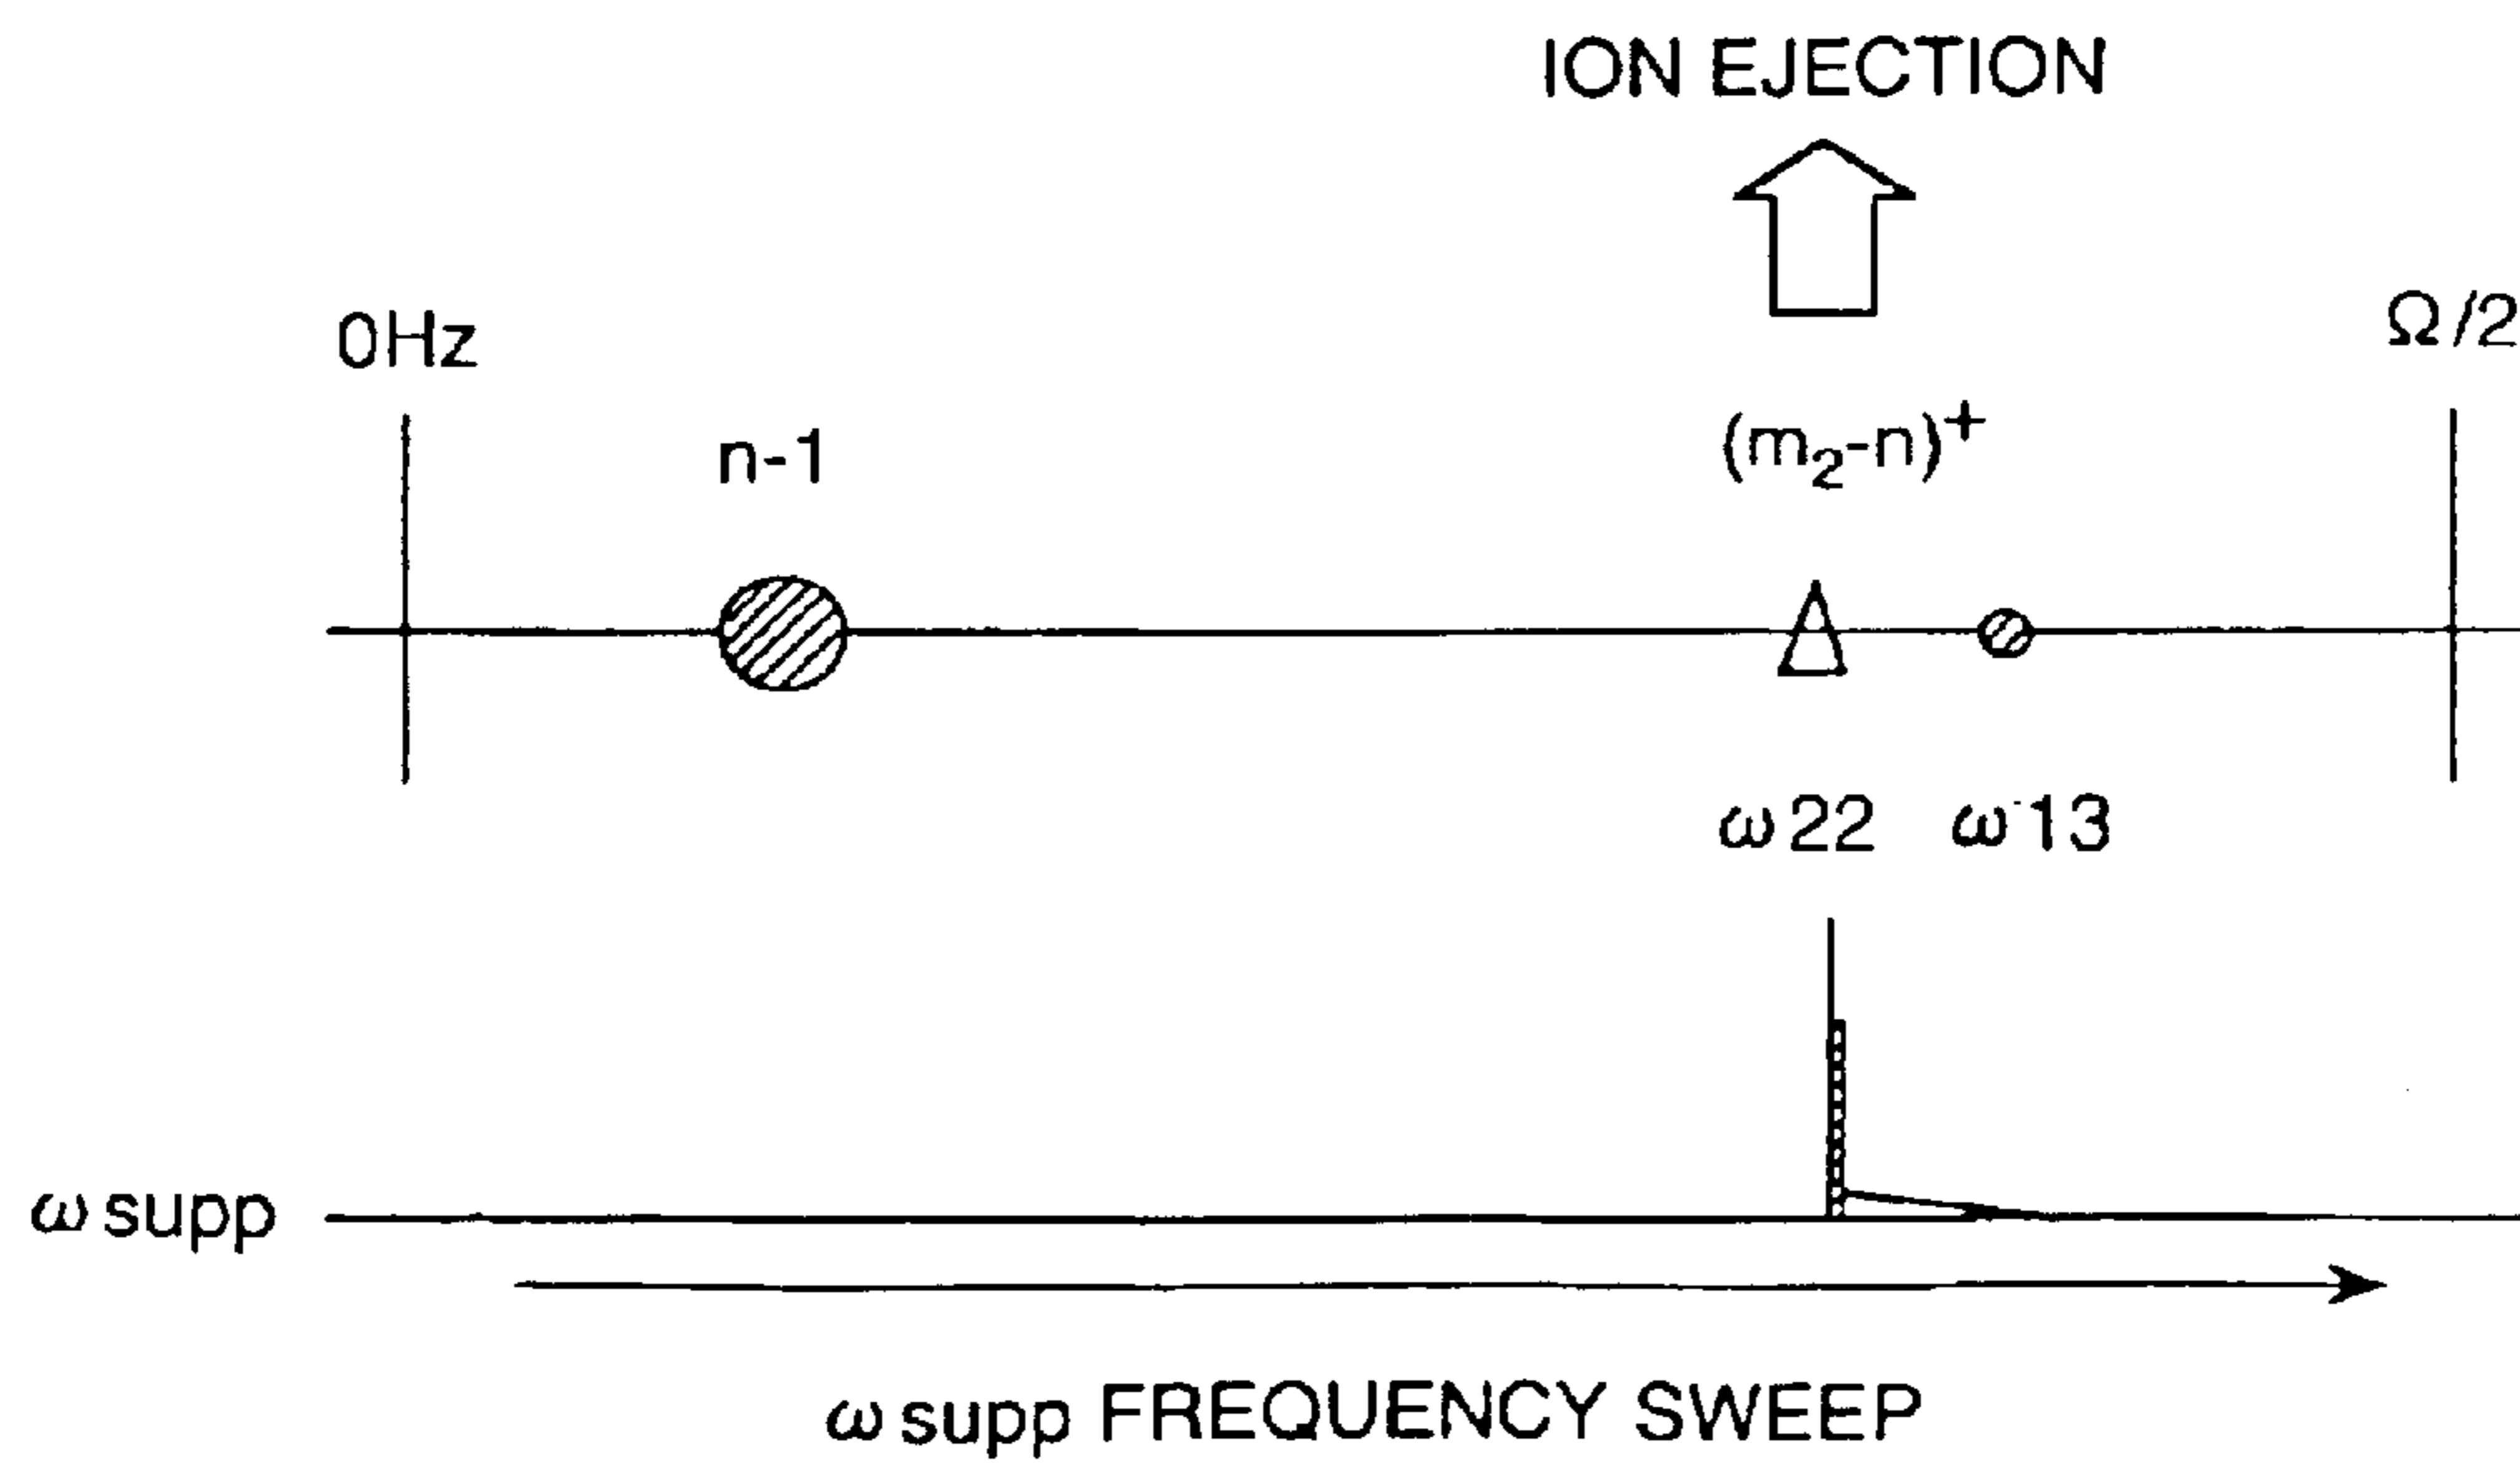 ION EJECTION
0Hz
Ω/2
n-1
(m₂-n)⁺
ω22 ω13
ω supp
ω supp FREQUENCY SWEEP